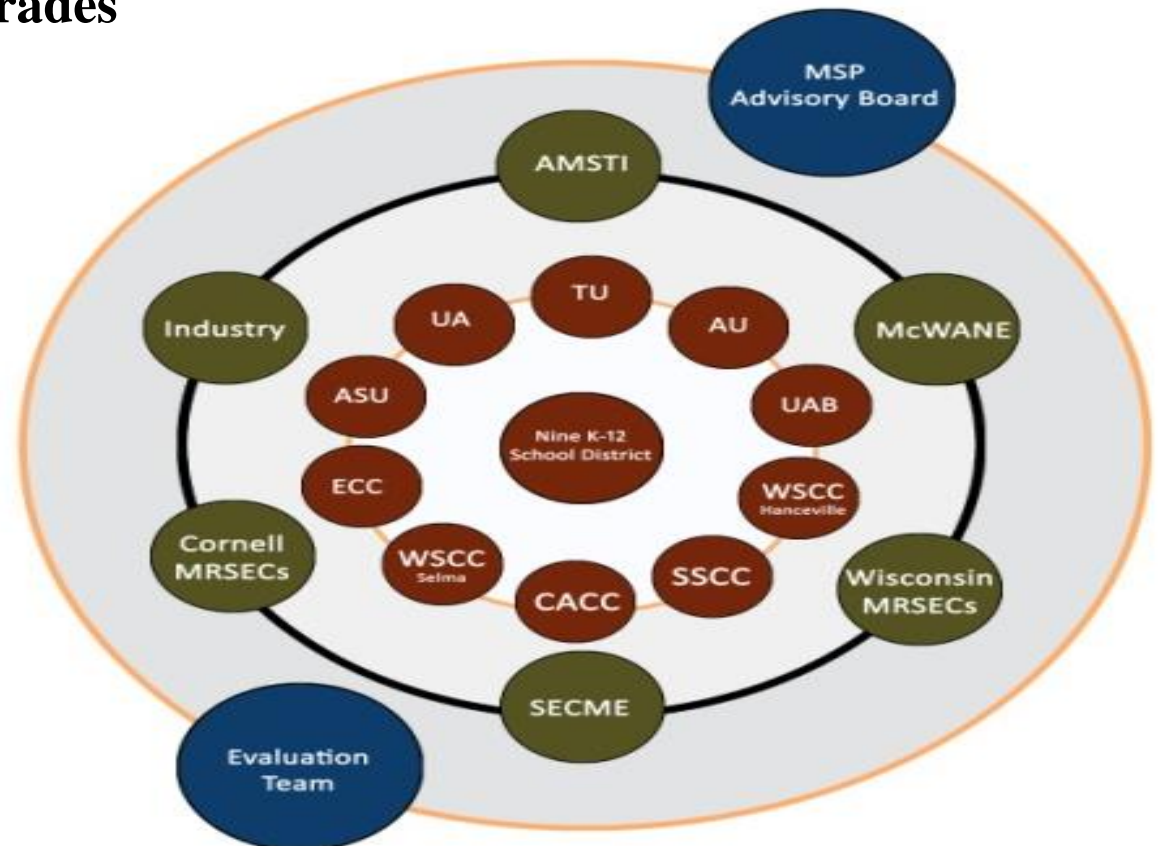 rades
MSP
Advisory Board
AMSTI
Industry
McWANE
TU
UA
AU
ASU
UAB
Nine K-12
School District
ECC
WSCC
Hanceville
WSCC
Selma
CACC
SSCC
Cornell
MRSECs
Wisconsin
MRSECs
SECME
Evaluation
Team